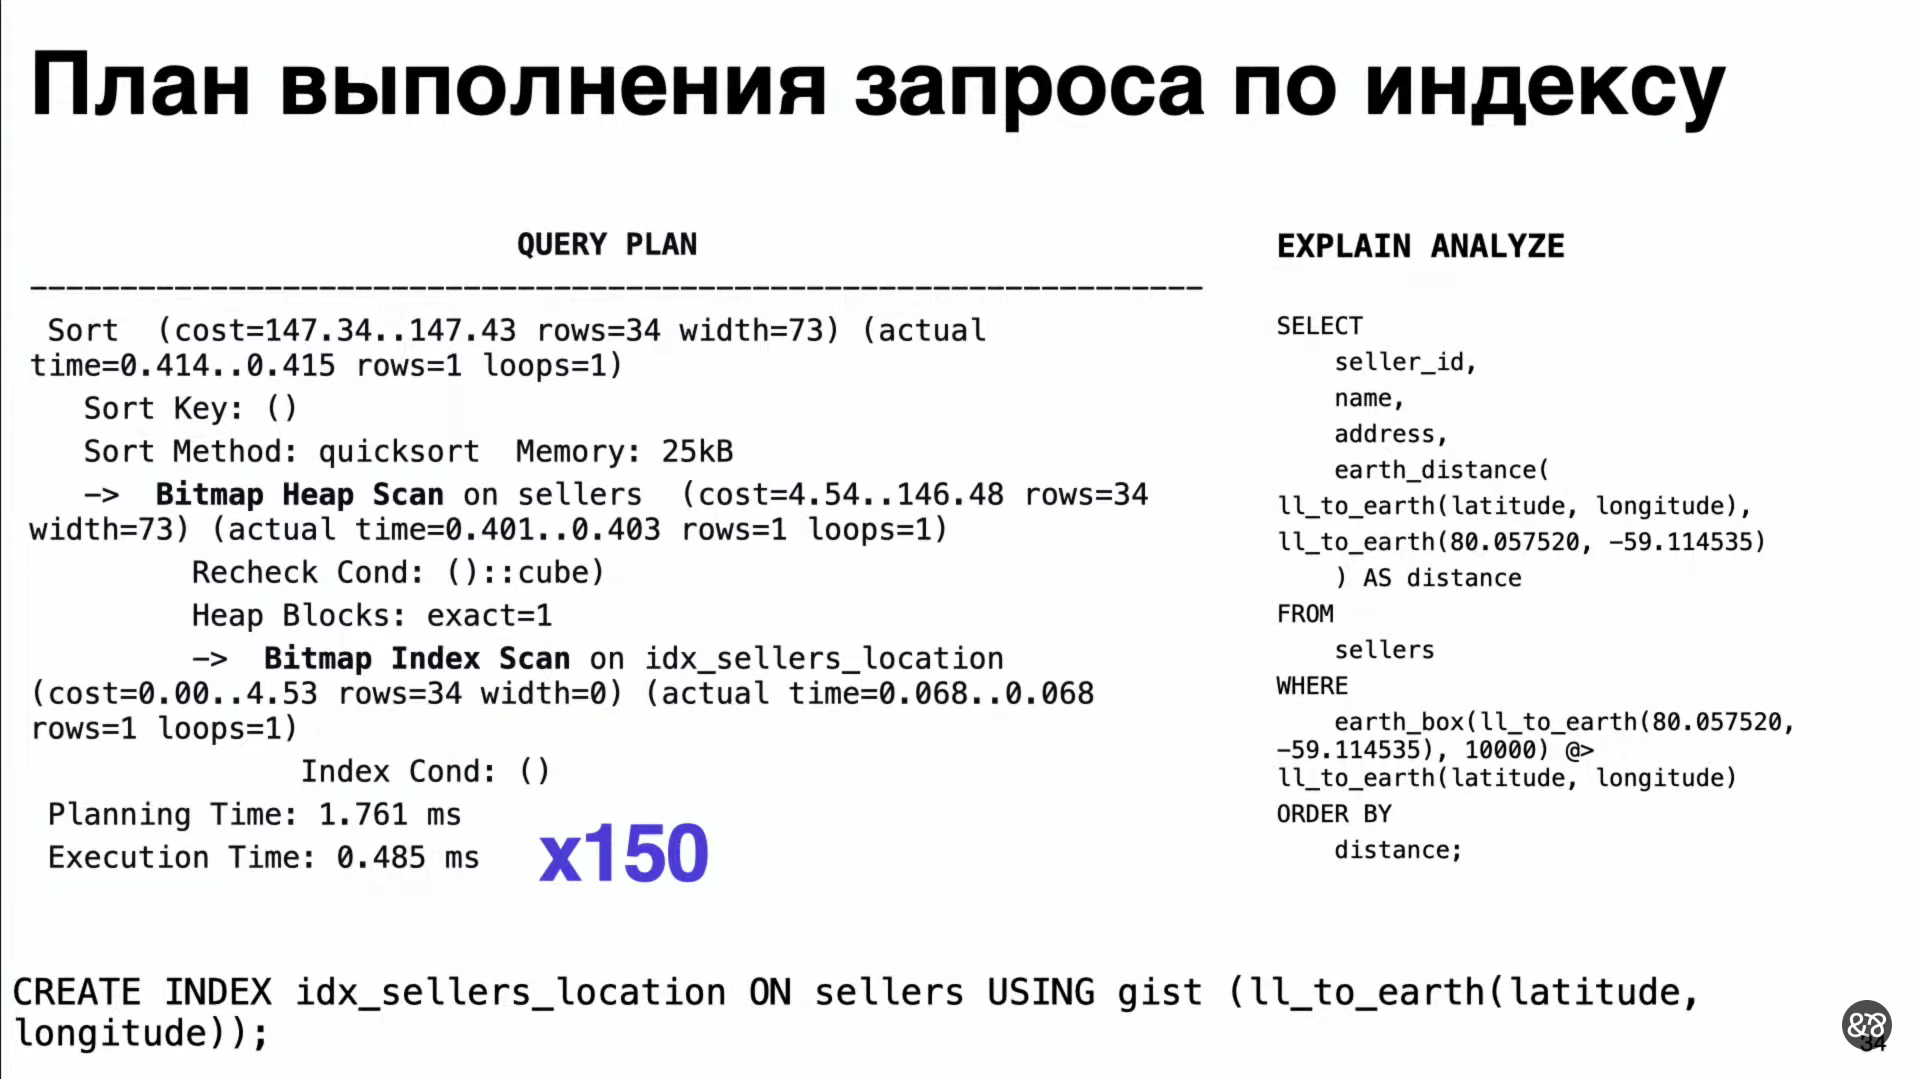 План выполнения запроса по индексу
QUERY PLAN
-----------------------------------------------------------------
Sort  (cost=147.34..147.43 rows=34 width=73) (actual
time=0.414..0.415 rows=1 loops=1)
Sort Key: ()
Sort Method: quicksort  Memory: 25kB
->  Bitmap Heap Scan on sellers  (cost=4.54..146.48 rows=34
width=73) (actual time=0.401..0.403 rows=1 loops=1)
Recheck Cond: ()::cube)
Heap Blocks: exact=1
->  Bitmap Index Scan on idx_sellers_location
(cost=0.00..4.53 rows=34 width=0) (actual time=0.068..0.068
rows=1 loops=1)
Index Cond: ()
Planning Time: 1.761 ms
Execution Time: 0.485 ms
x150
EXPLAIN ANALYZE
SELECT
seller_id,
name,
address,
earth_distance(
ll_to_earth(latitude, longitude),
ll_to_earth(80.057520, -59.114535)
) AS distance
FROM
sellers
WHERE
earth_box(ll_to_earth(80.057520,
-59.114535), 10000) @>
ll_to_earth(latitude, longitude)
ORDER BY
distance;
CREATE INDEX idx_sellers_location ON sellers USING gist (ll_to_earth(latitude,
longitude));
34